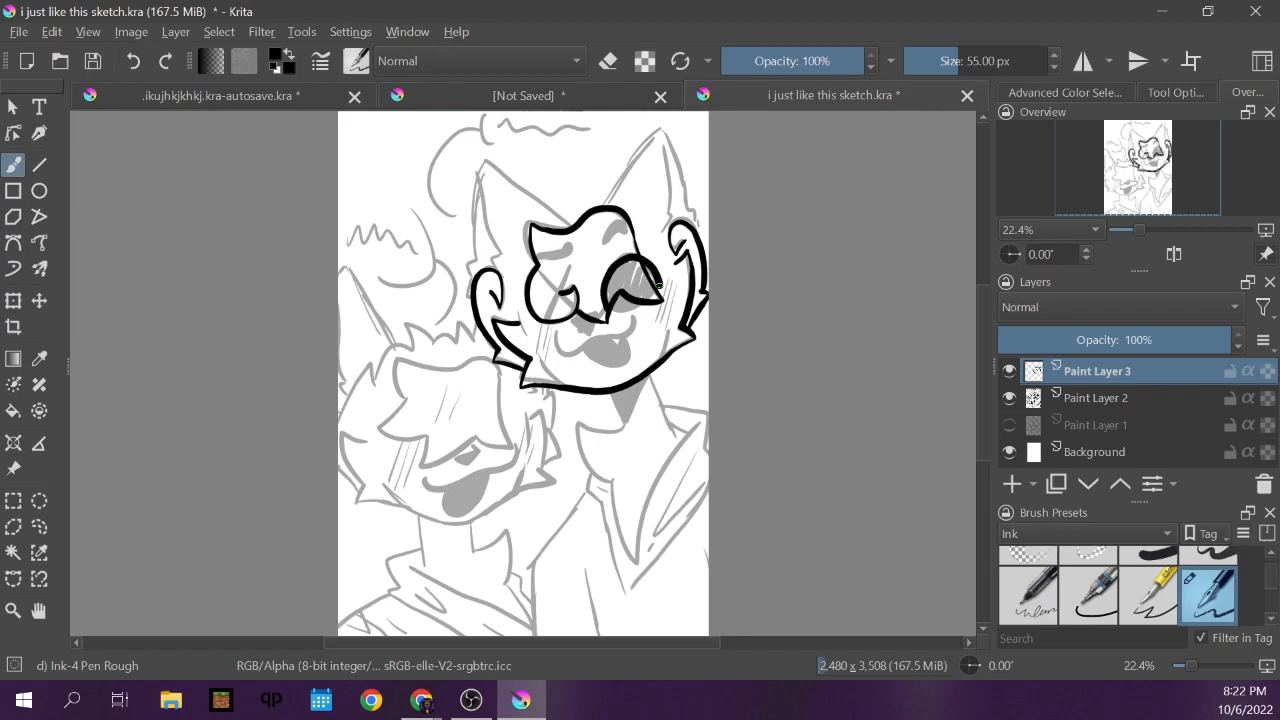 i just like this sketch.kra (167.5 MiB) * - Krita
File Edit View Image Layer Select Filter Tools Settings Window Help
Normal Opacity: 100% Size: 55.00 px
.ikujhkjkhkj.kra-autosave.kra * [Not Saved] * i just like this sketch.kra * Advanced Color Sele... Tool Opti... Over...
Overview
22.4%
0.00°
Layers
Normal
Opacity: 100%
Paint Layer 3
Paint Layer 2
Paint Layer 1
Background
Brush Presets
Ink Tag
Search Filter in Tag
d) Ink-4 Pen Rough RGB/Alpha (8-bit integer/... sRGB-elle-V2-srgbtrc.icc 2,480 x 3,508 (167.5 MiB) 0.00° 22.4%
qp
8:22 PM
10/6/2022